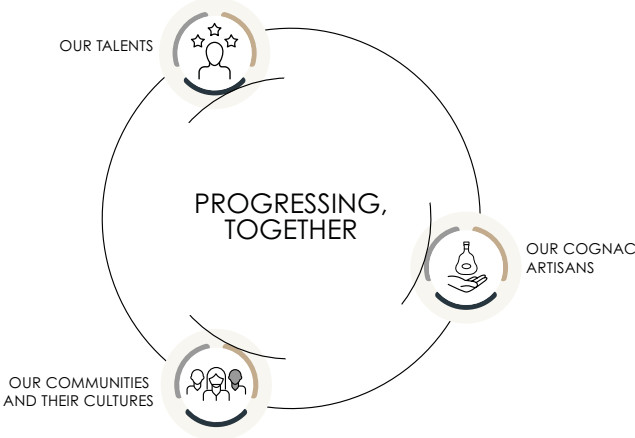 OUR TALENTS
PROGRESSING,
TOGETHER
OUR COGNAC
ARTISANS
OUR COMMUNITIES
AND THEIR CULTURES